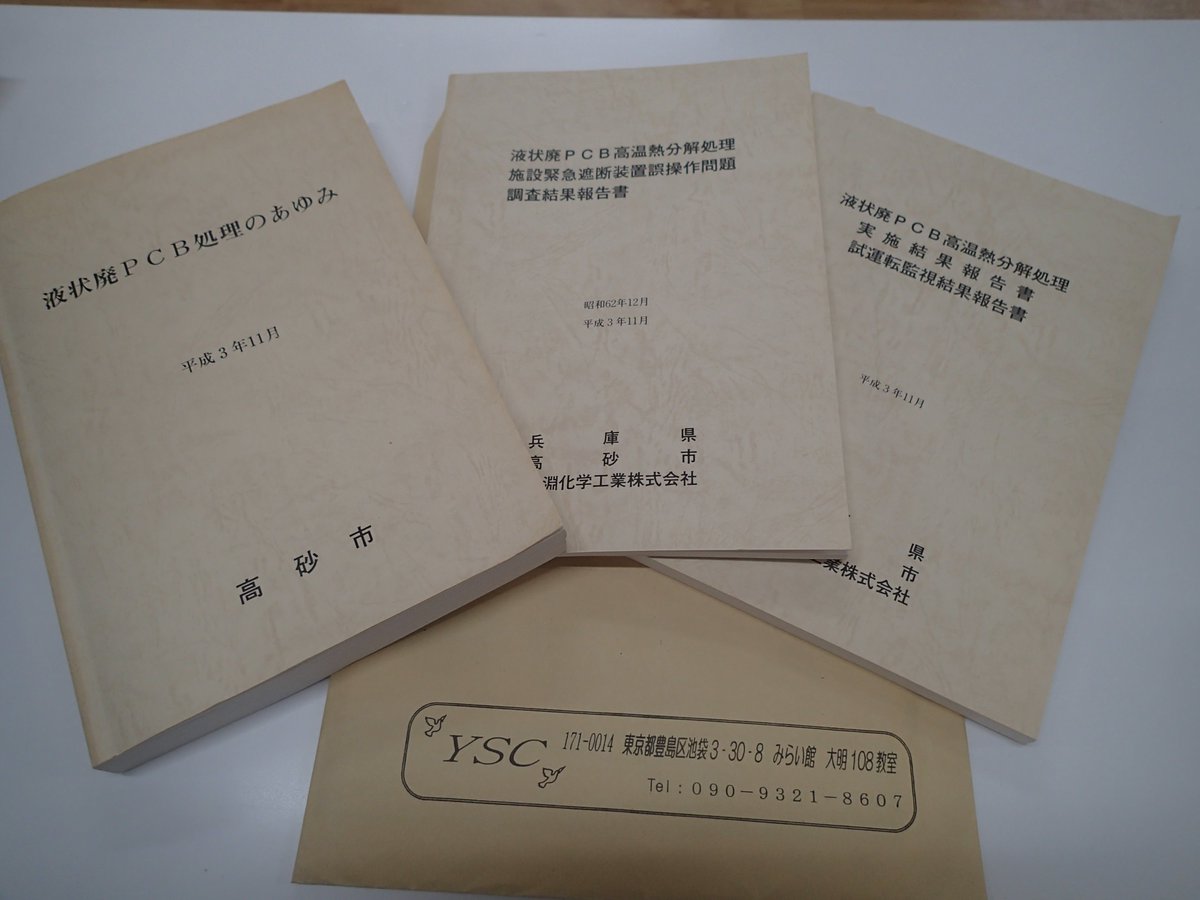 液状廃PCB処理のあゆみ
平成3年11月
高砂市
液状廃PCB高温熱分解処理
施設緊急遮断装置誤操作問題
調査結果報告書
昭和62年12月
平成3年11月
兵庫県
高砂市
淵化学工業株式会社
液状廃PCB高温熱分解処理
実施結果報告書
試運転監視結果報告書
平成3年11月
県
市
工業株式会社
YSC
171-0014 東京都豊島区池袋3-30-8 みらい館 大明108教室
Tel:090-9321-8607